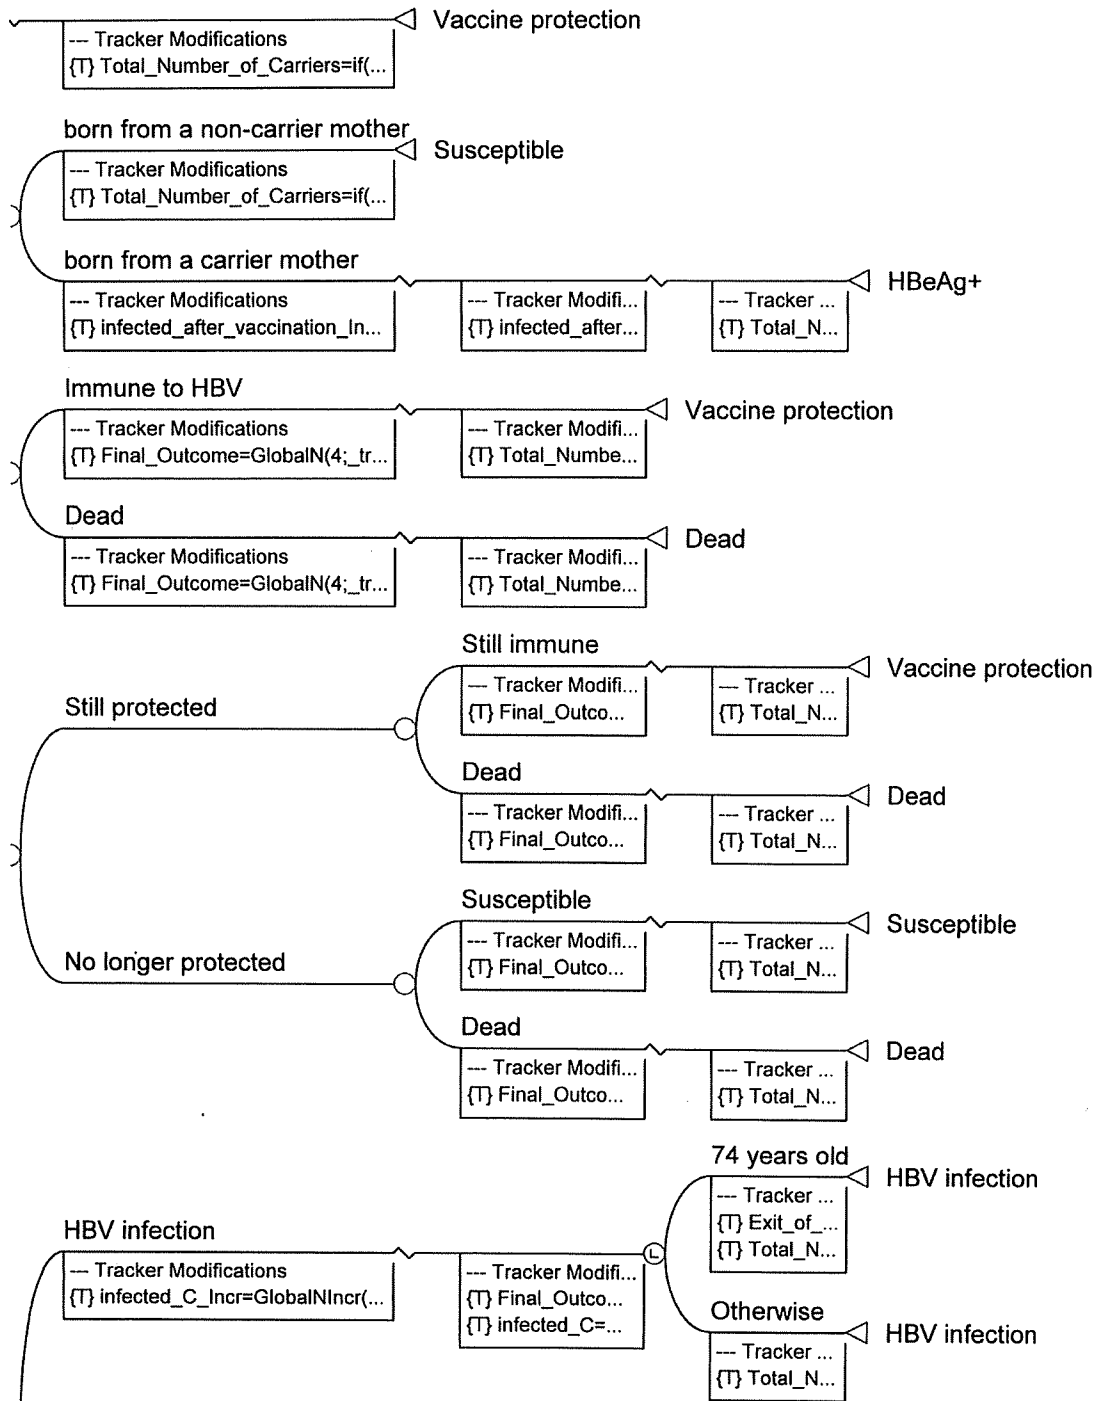 Vaccine protection
--- Tracker Modifications
{T} Total_Number_of_Carriers=if(...
born from a non-carrier mother
Susceptible
--- Tracker Modifications
{T} Total_Number_of_Carriers=if(...
born from a carrier mother
HBeAg+
--- Tracker Modifications
{T} infected_after_vaccination_In...
--- Tracker Modifi...
{T} infected_after...
--- Tracker ...
{T} Total_N...
Immune to HBV
Vaccine protection
--- Tracker Modifications
{T} Final_Outcome=GlobalN(4;_tr...
--- Tracker Modifi...
{T} Total_Numbe...
Dead
Dead
--- Tracker Modifications
{T} Final_Outcome=GlobalN(4;_tr...
--- Tracker Modifi...
{T} Total_Numbe...
Still protected
Still immune
Vaccine protection
--- Tracker Modifi...
{T} Final_Outco...
--- Tracker ...
{T} Total_N...
Dead
Dead
--- Tracker Modifi...
{T} Final_Outco...
--- Tracker ...
{T} Total_N...
No longer protected
Susceptible
Susceptible
--- Tracker Modifi...
{T} Final_Outco...
--- Tracker ...
{T} Total_N...
Dead
Dead
--- Tracker Modifi...
{T} Final_Outco...
--- Tracker ...
{T} Total_N...
HBV infection
--- Tracker Modifications
{T} infected_C_Incr=GlobalNIncr(...
--- Tracker Modifi...
{T} Final_Outco...
{T} infected_C=...
L
74 years old
HBV infection
--- Tracker ...
{T} Exit_of_...
{T} Total_N...
Otherwise
HBV infection
--- Tracker ...
{T} Total_N...